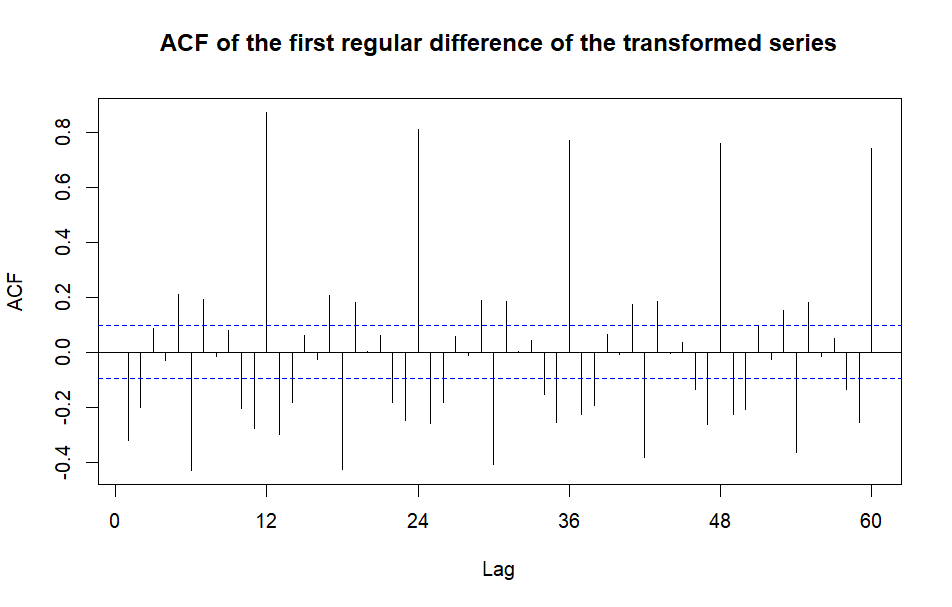 ACF of the first regular difference of the transformed series
ACF
0.8
0.6
0.4
0.2
0.0
-0.2
-0.4
0 12 24 36 48 60
Lag